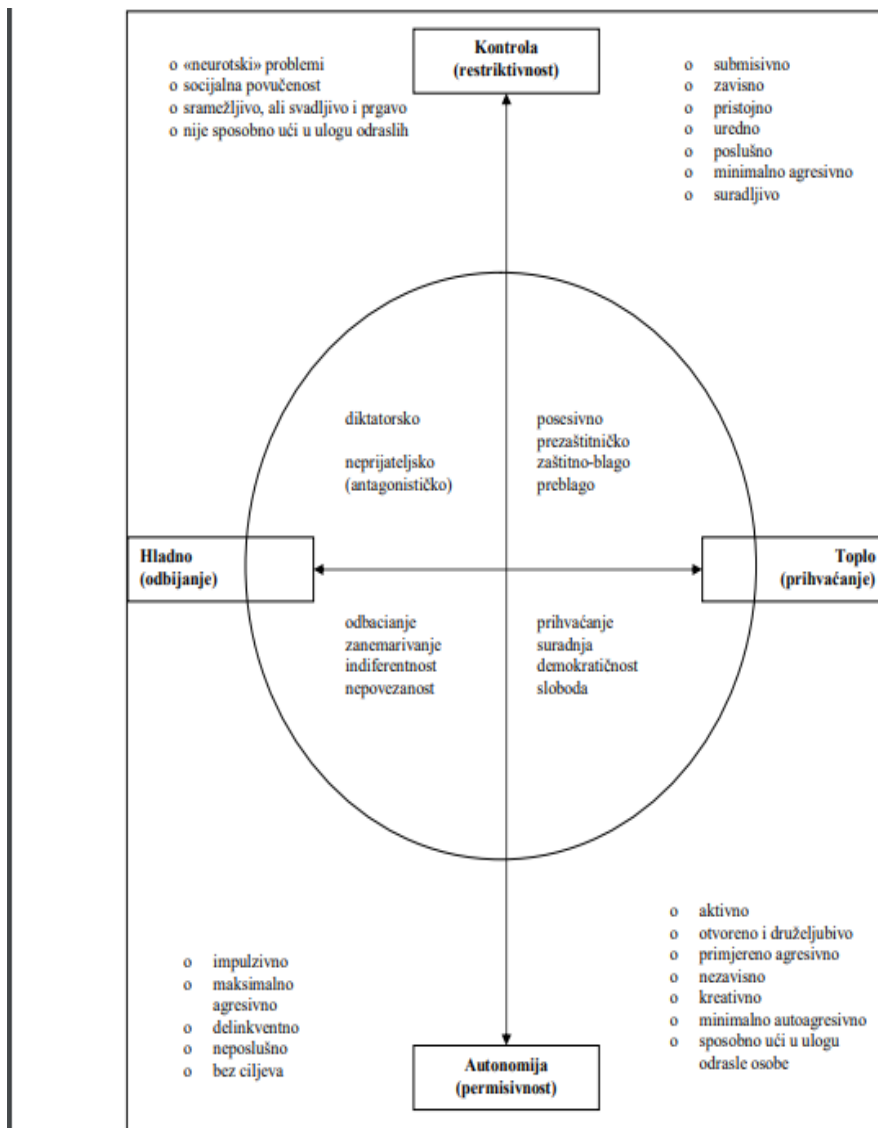 Kontrola
(restriktivnost)
o «neurotski» problemi
o socijalna povučenost
o sramežljivo, ali svadljivo i prgavo
o nije sposobno ući u ulogu odraslih
o submisivno
o zavisno
o pristojno
o uredno
o poslušno
o minimalno agresivno
o suradljivo
diktatorsko
neprijateljsko
(antagonističko)
posesivno
prezaštitničko
zaštitno-blago
preblago
Hladno
(odbijanje)
Toplo
(prihvaćanje)
odbacianje
zanemarivanje
indiferentnost
nepovezanost
prihvaćanje
suradnja
demokratičnost
sloboda
o impulzivno
o maksimalno
agresivno
o delinkventno
o neposlušno
o bez ciljeva
o aktivno
o otvoreno i druželjubivo
o primjereno agresivno
o nezavisno
o kreativno
o minimalno autoagresivno
o sposobno ući u ulogu
odrasle osobe
Autonomija
(permisivnost)